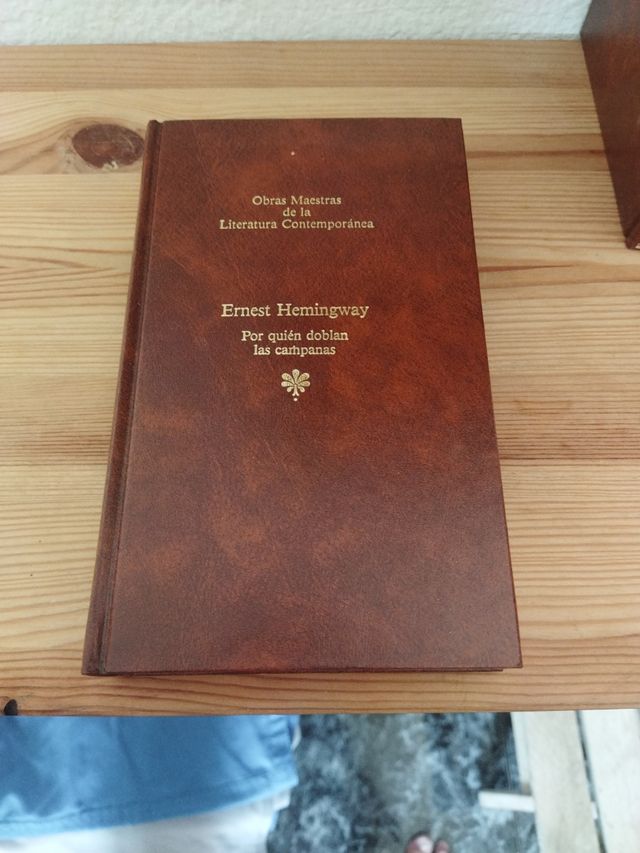 Obras Maestras
de la
Literatura Contemporánea
Ernest Hemingway
Por quién doblan
las campanas